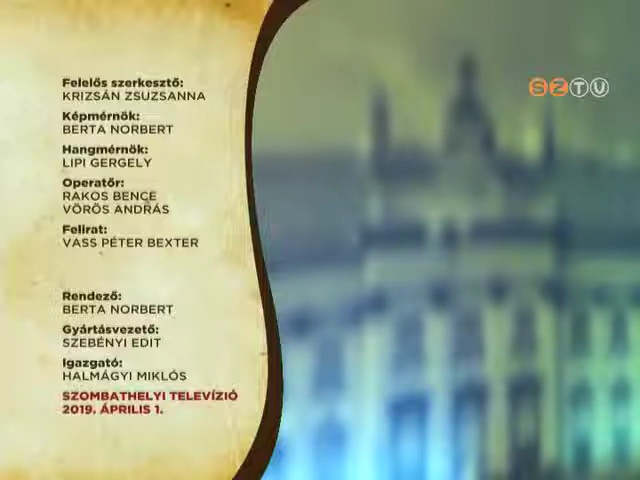 Felelős szerkesztő:
KRIZSÁN ZSUZSANNA
Képmérnök:
BERTA NORBERT
Hangmérnök:
LIPI GERGELY
Operatőr:
RAKOS BENCE
VÖRÖS ANDRÁS
Felirat:
VASS PÉTER BEXTER
Rendező:
BERTA NORBERT
Gyártásvezető:
SZEBÉNYI EDIT
Igazgató:
HALMÁGYI MIKLÓS
SZOMBATHELYI TELEVÍZIÓ
2019. ÁPRILIS 1.
SZTV